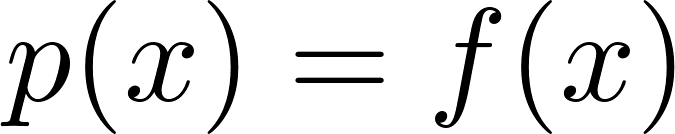 p(x) = f(x)